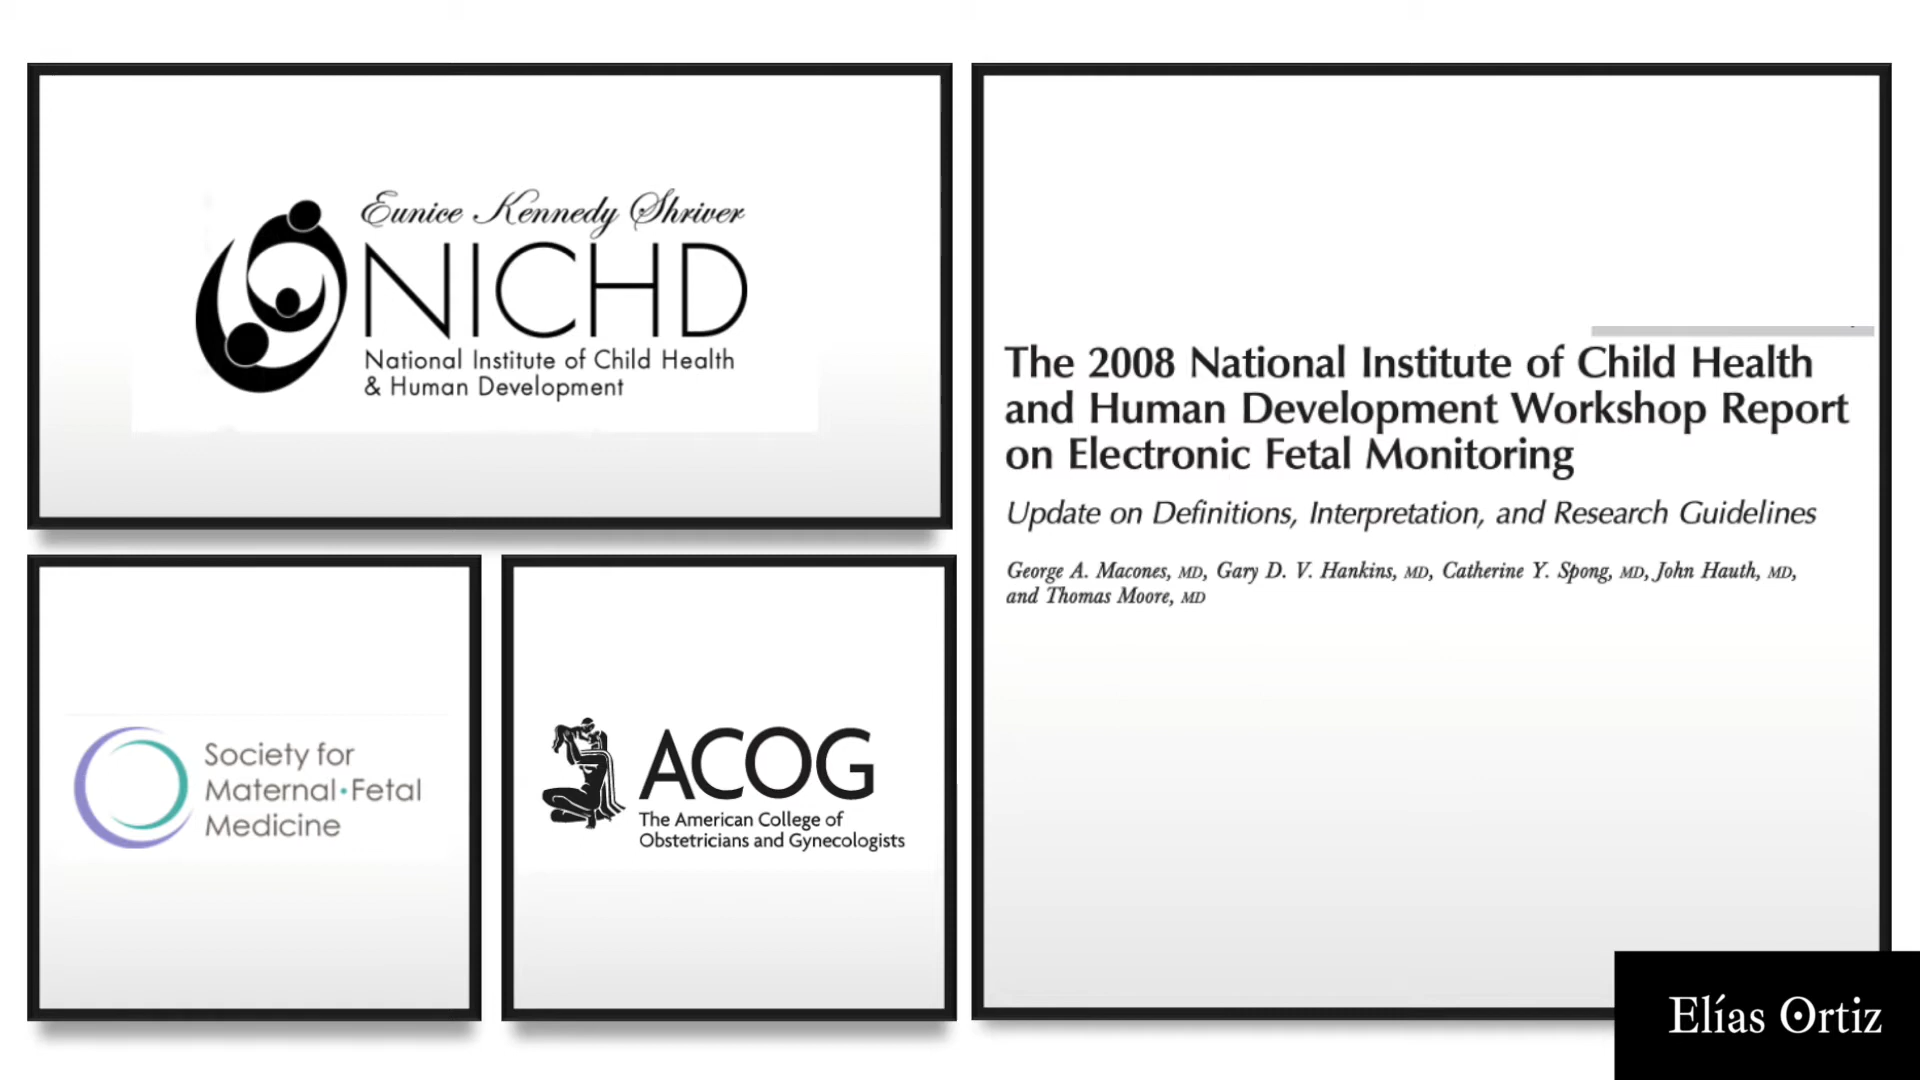 Eunice Kennedy Shriver
NICHD
National Institute of Child Health
& Human Development
Society for
Maternal•Fetal
Medicine
ACOG
The American College of
Obstetricians and Gynecologists
The 2008 National Institute of Child Health
and Human Development Workshop Report
on Electronic Fetal Monitoring
Update on Definitions, Interpretation, and Research Guidelines
George A. Macones, MD, Gary D. V. Hankins, MD, Catherine Y. Spong, MD, John Hauth, MD,
and Thomas Moore, MD
Elías Ortiz